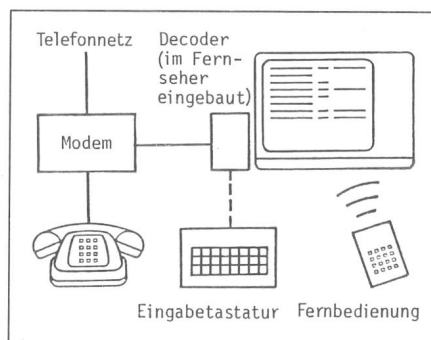 Telefonnetz
Decoder
(im Fern-
seher
eingebaut)
Modem
Eingabetastatur
Fernbedienung